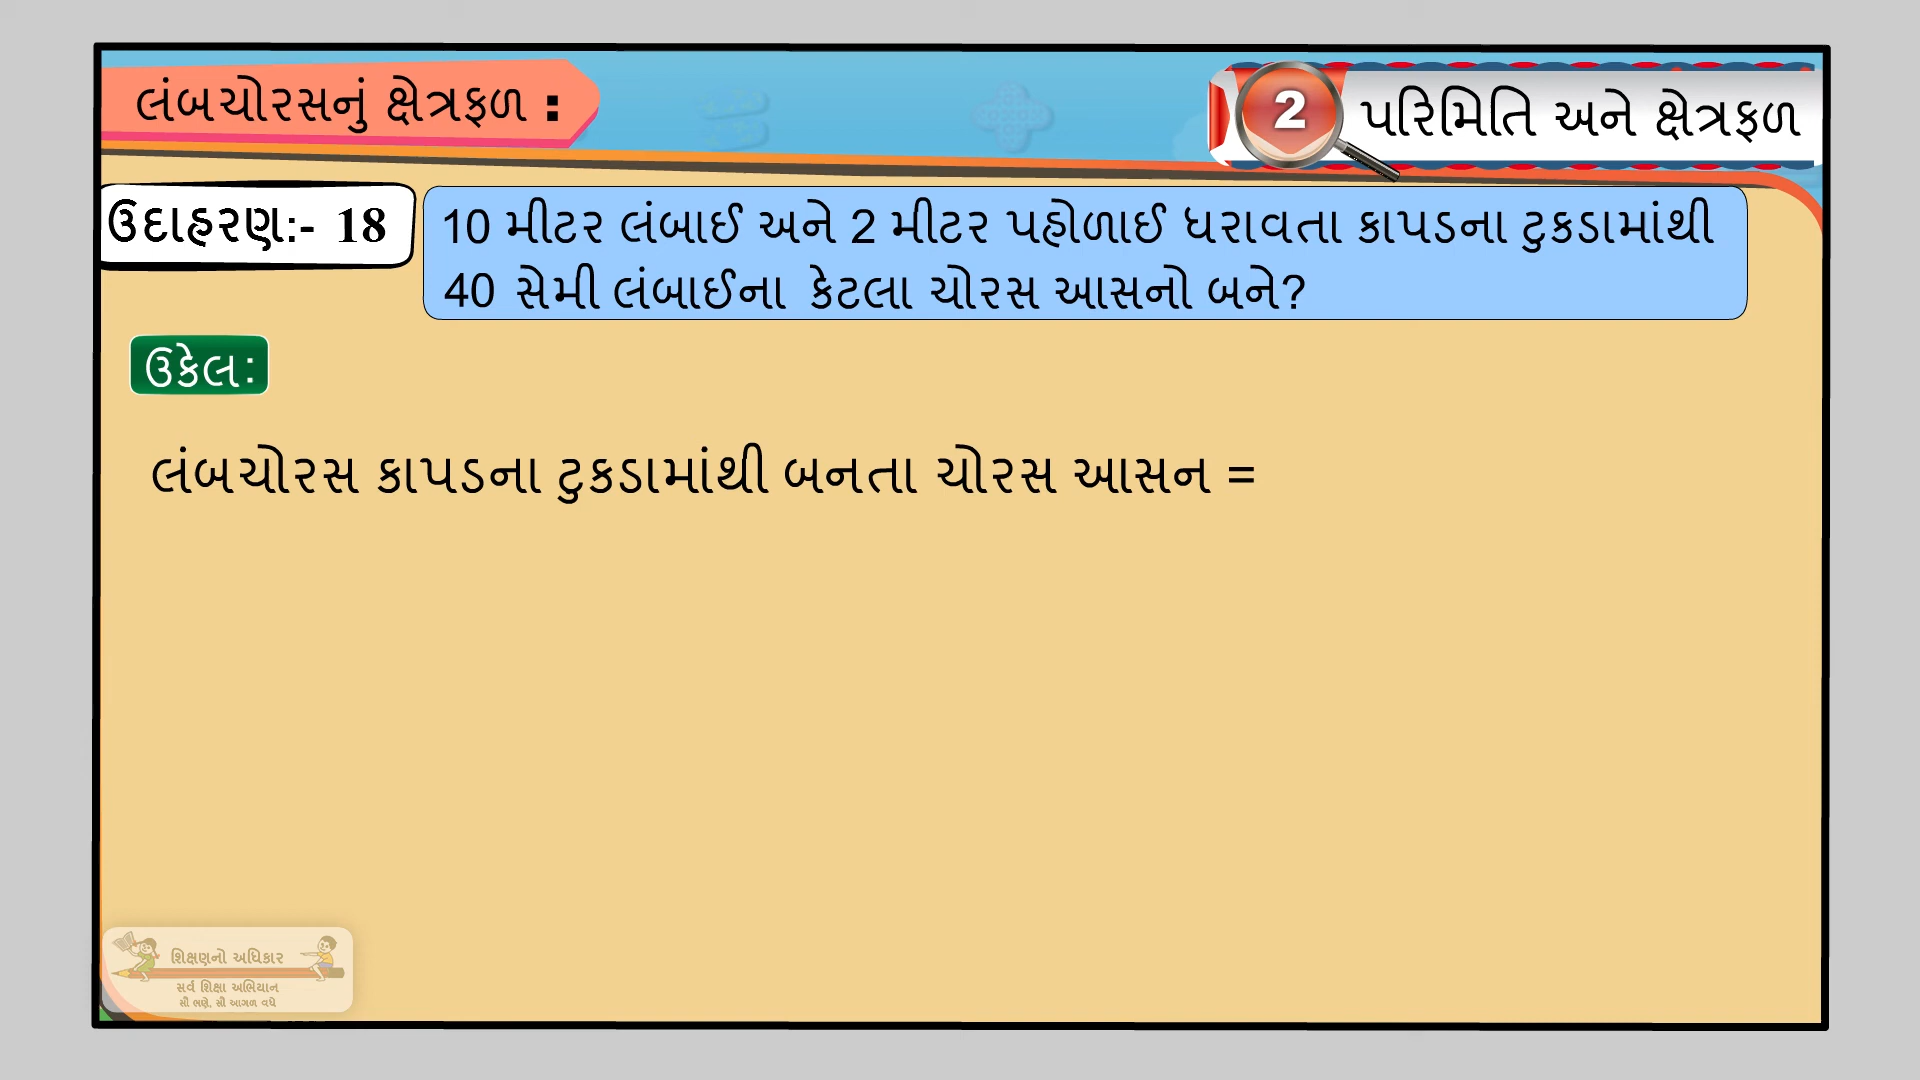 લંબચોરસનું ક્ષેત્રફળ :
2 પરિમિતિ અને ક્ષેત્રફળ
ઉદાહરણ:- 18
10 મીટર લંબાઈ અને 2 મીટર પહોળાઈ ધરાવતા કાપડના ટુકડામાંથી
40 સેમી લંબાઈના કેટલા ચોરસ આસનો બને?
ઉકેલ:
લંબચોરસ કાપડના ટુકડામાંથી બનતા ચોરસ આસન =
શિક્ષણનો અધિકાર
સર્વ શિક્ષા અભિયાન
સૌ ભણે, સૌ આગળ વધે